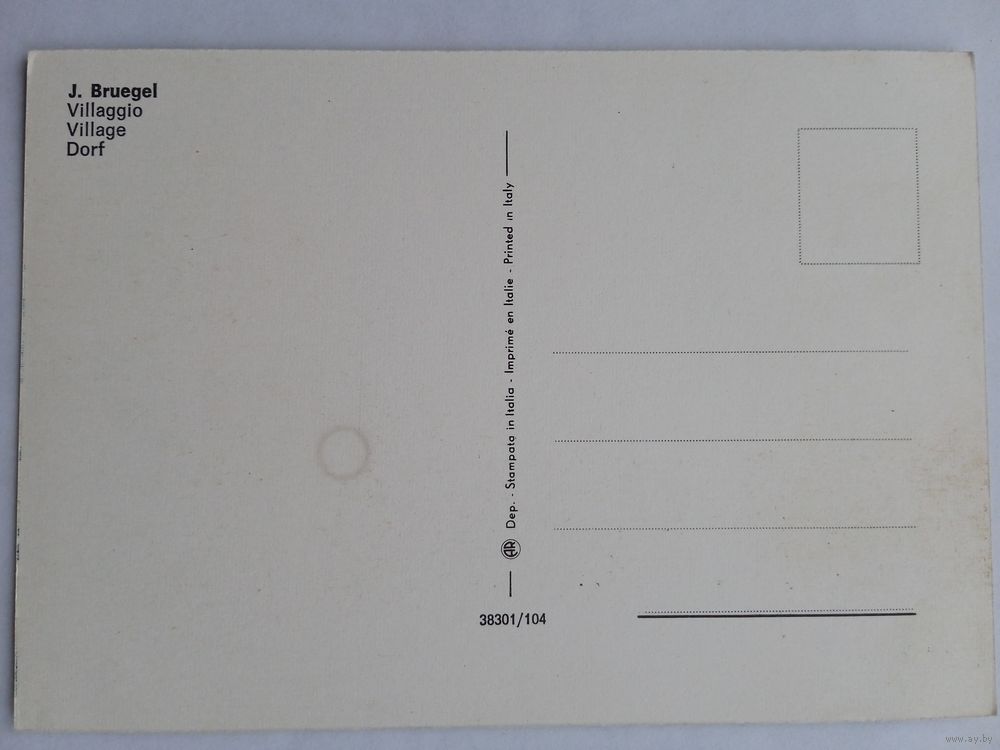 J. Bruegel
Villaggio
Village
Dorf
AR Dep. - Stampato in Italia - Imprimé en Italie - Printed in Italy
38301/104
www.ay.by